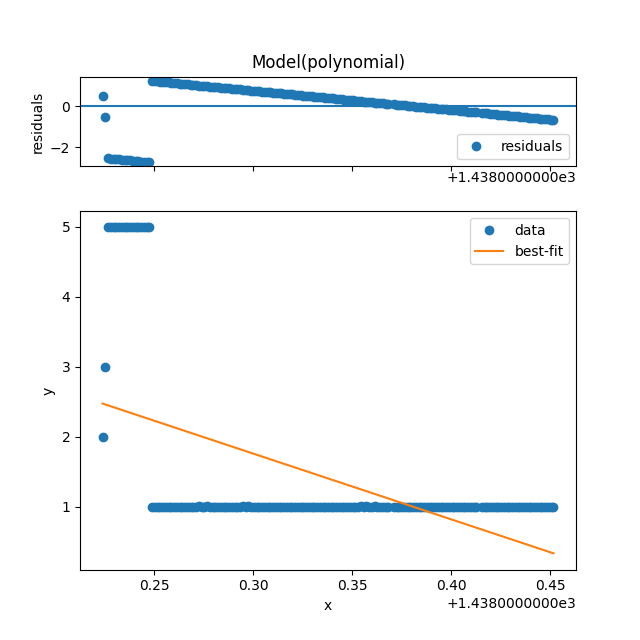 Model(polynomial)
residuals
0
−2
residuals
+1.4380000000e3
y
5
4
3
2
1
data
best-fit
0.25 0.30 0.35 0.40 0.45
x
+1.4380000000e3